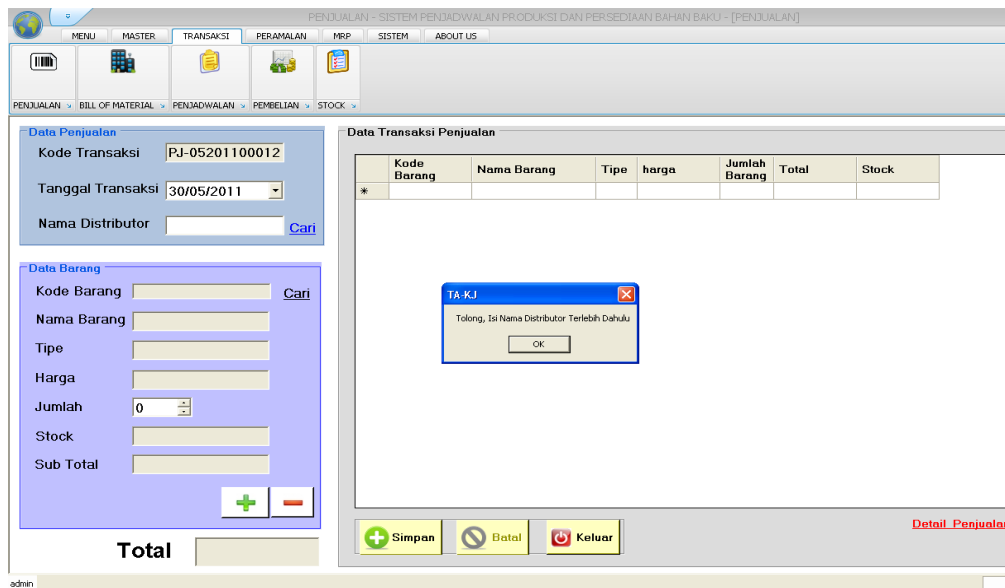 PENJUALAN - SISTEM PENJADWALAN PRODUKSI DAN PERSEDIAAN BAHAN BAKU - [PENJUALAN]
MENU MASTER TRANSAKSI PERAMALAN MRP SISTEM ABOUT US
PENJUALAN BILL OF MATERIAL PENJADWALAN PEMBELIAN STOCK
Data Penjualan
Kode Transaksi PJ-05201100012
Tanggal Transaksi 30/05/2011
Nama Distributor Cari
Data Barang
Kode Barang Cari
Nama Barang
Tipe
Harga
Jumlah 0
Stock
Sub Total
Total
Data Transaksi Penjualan
Kode Barang Nama Barang Tipe harga Jumlah Barang Total Stock
TA-KJ
Tolong, Isi Nama Distributor Terlebih Dahulu
OK
Simpan Batal Keluar
Detail Penjualan
admin